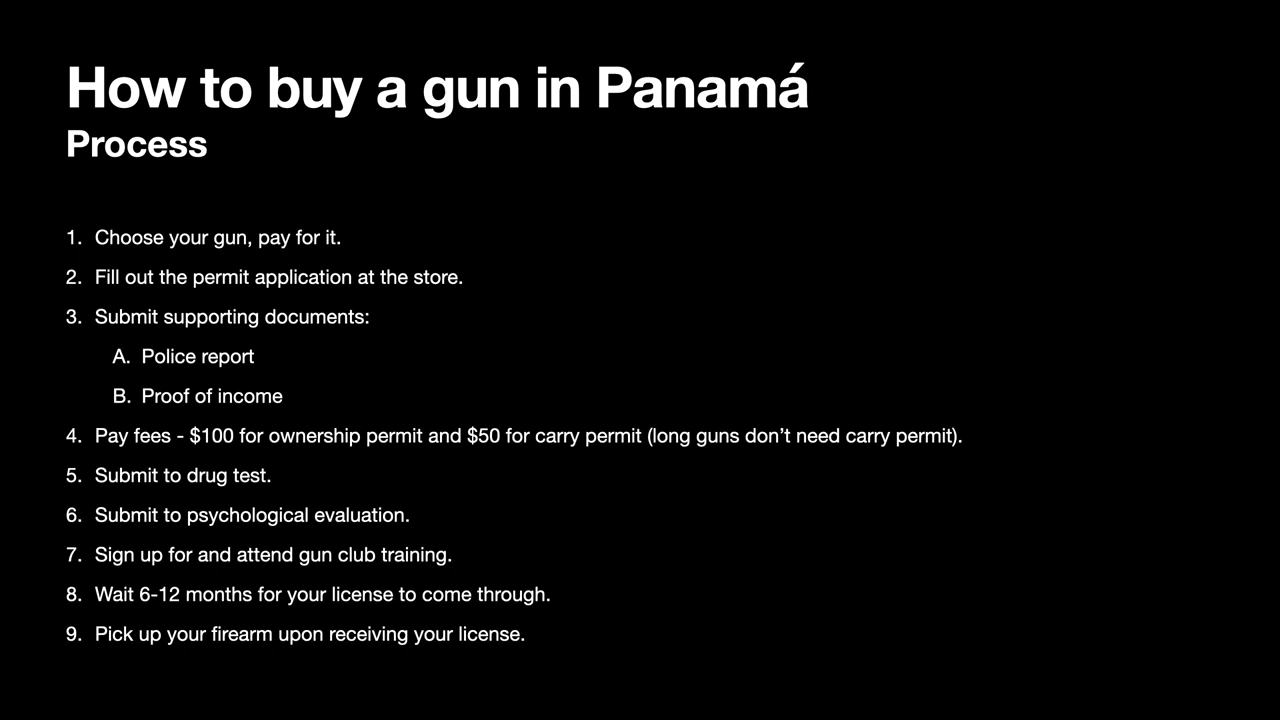 How to buy a gun in Panamá
Process
1. Choose your gun, pay for it.
2. Fill out the permit application at the store.
3. Submit supporting documents:
A. Police report
B. Proof of income
4. Pay fees - $100 for ownership permit and $50 for carry permit (long guns don’t need carry permit).
5. Submit to drug test.
6. Submit to psychological evaluation.
7. Sign up for and attend gun club training.
8. Wait 6-12 months for your license to come through.
9. Pick up your firearm upon receiving your license.